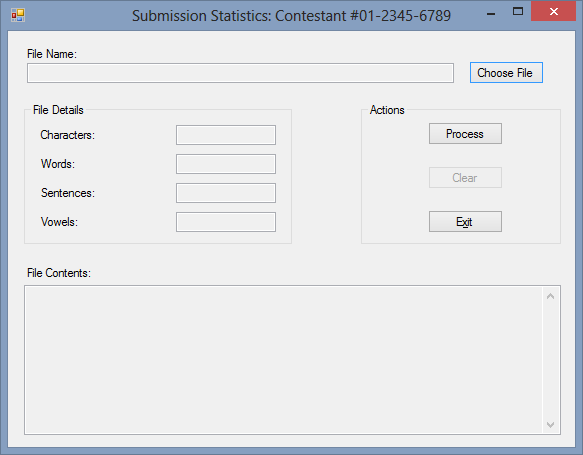 Submission Statistics: Contestant #01-2345-6789
File Name:
Choose File
File Details
Actions
Characters:
Process
Words:
Clear
Sentences:
Vowels:
Exit
File Contents: